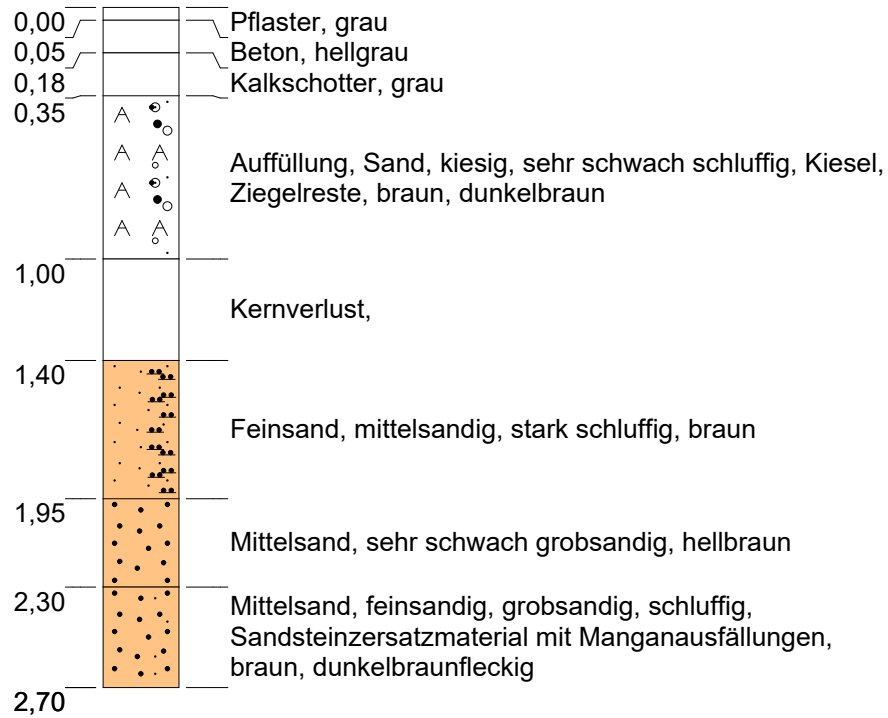 0,00
Pflaster, grau
0,05
Beton, hellgrau
0,18
Kalkschotter, grau
0,35
Auffüllung, Sand, kiesig, sehr schwach schluffig, Kiesel,
Ziegelreste, braun, dunkelbraun
1,00
Kernverlust,
1,40
Feinsand, mittelsandig, stark schluffig, braun
1,95
Mittelsand, sehr schwach grobsandig, hellbraun
2,30
Mittelsand, feinsandig, grobsandig, schluffig,
Sandsteinzersatzmaterial mit Manganausfällungen,
braun, dunkelbraunfleckig
2,70